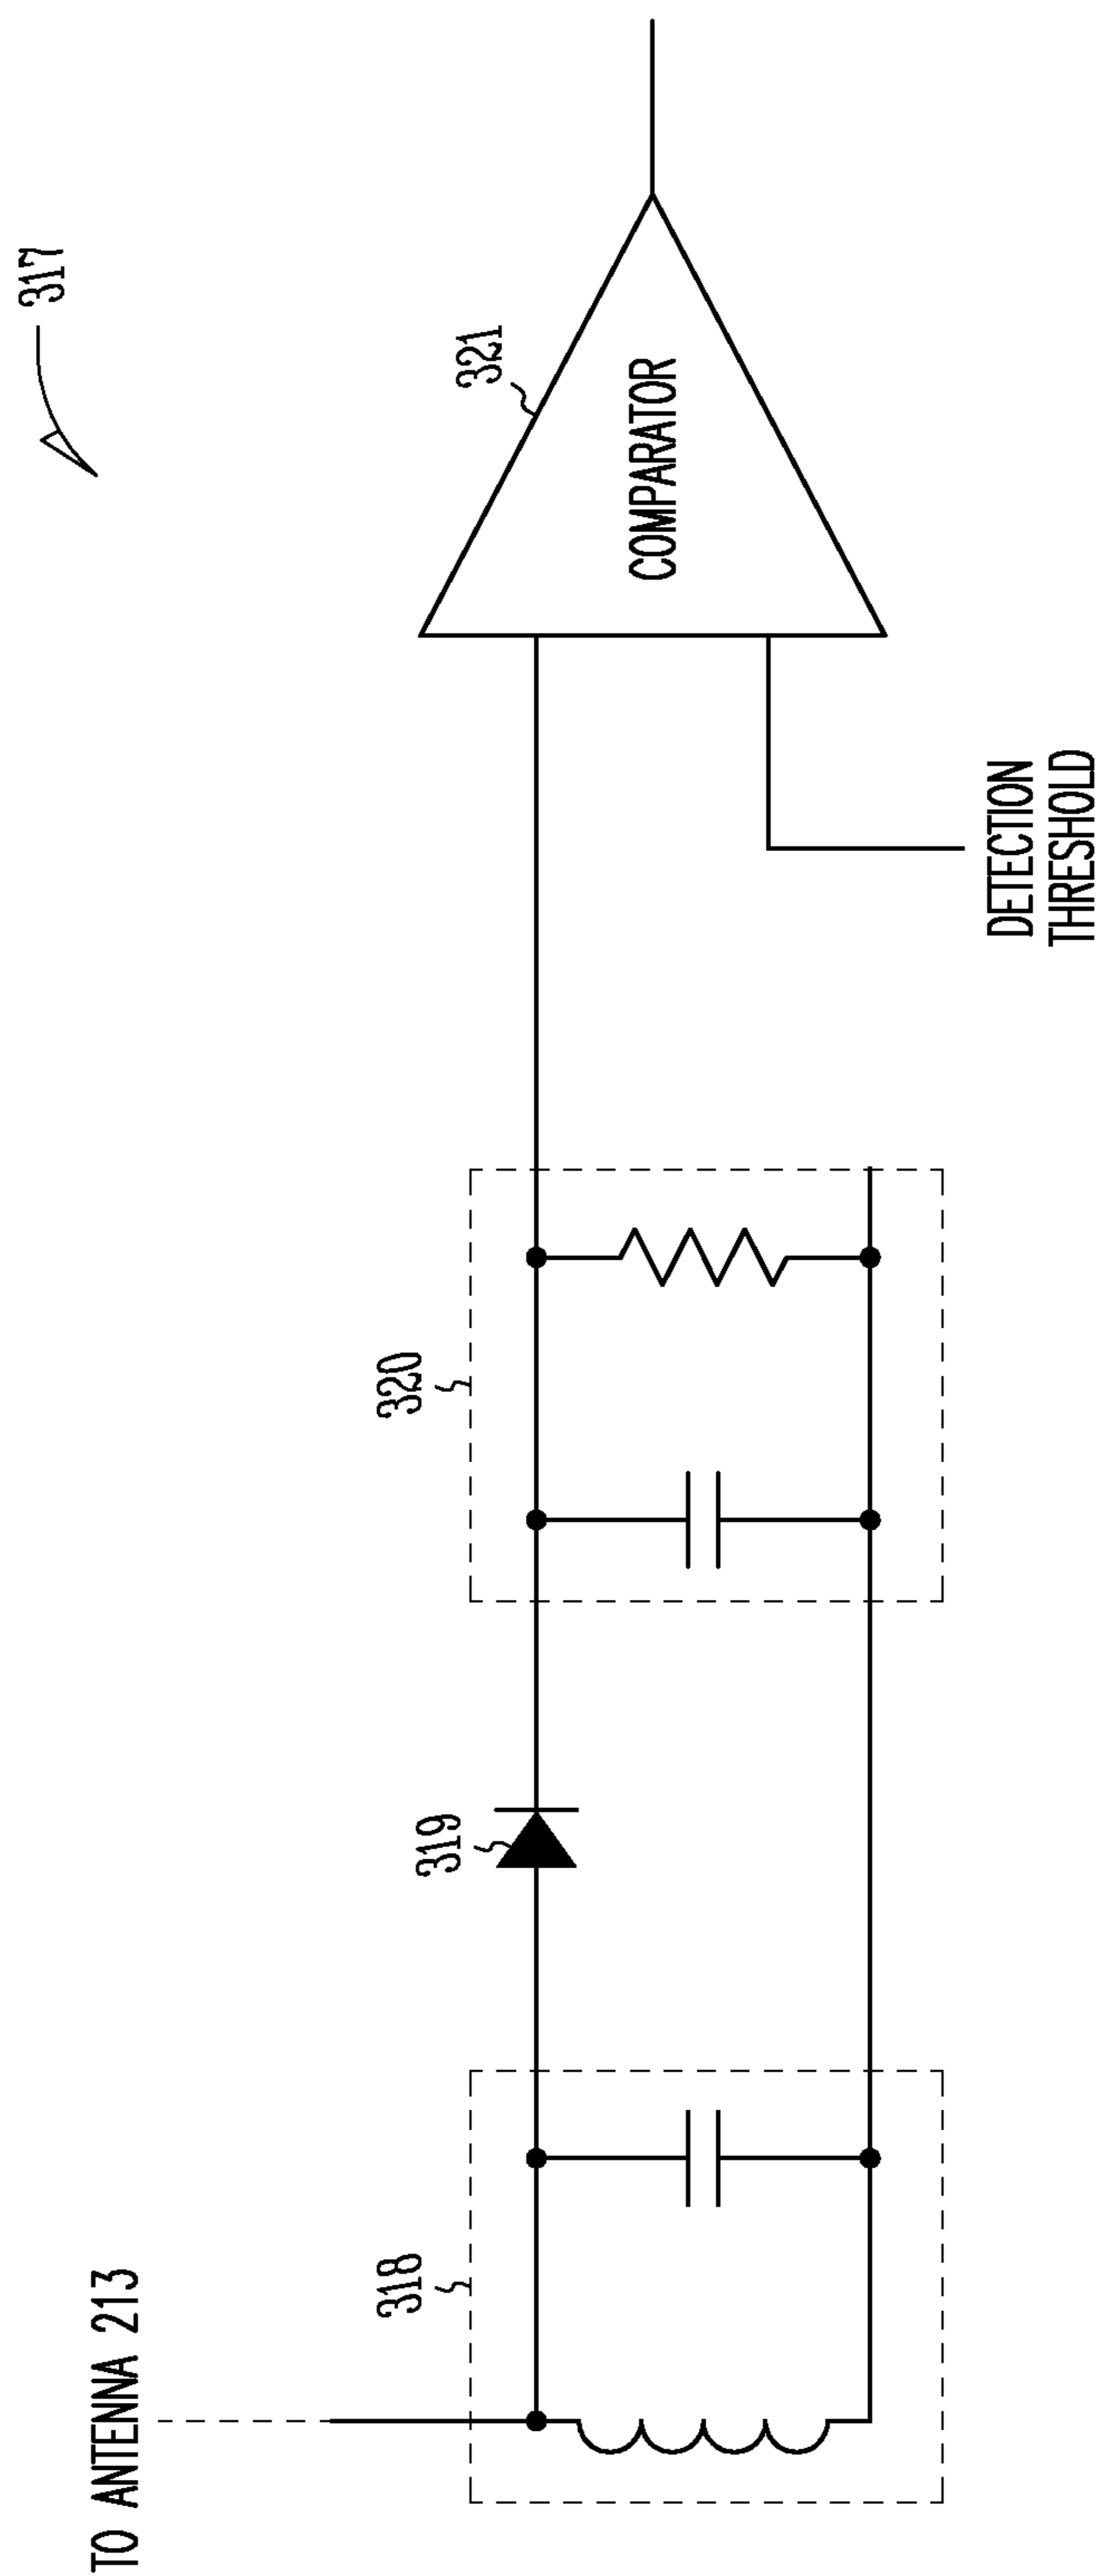 317
TO ANTENNA 213
318
319
320
321
COMPARATOR
DETECTION
THRESHOLD